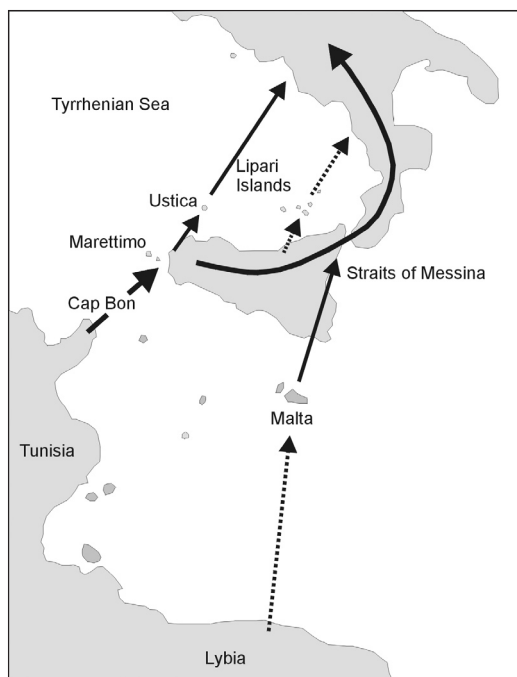 Tyrrhenian Sea
Lipari
Islands
Ustica
Marettimo
Straits of Messina
Cap Bon
Malta
Tunisia
Lybia